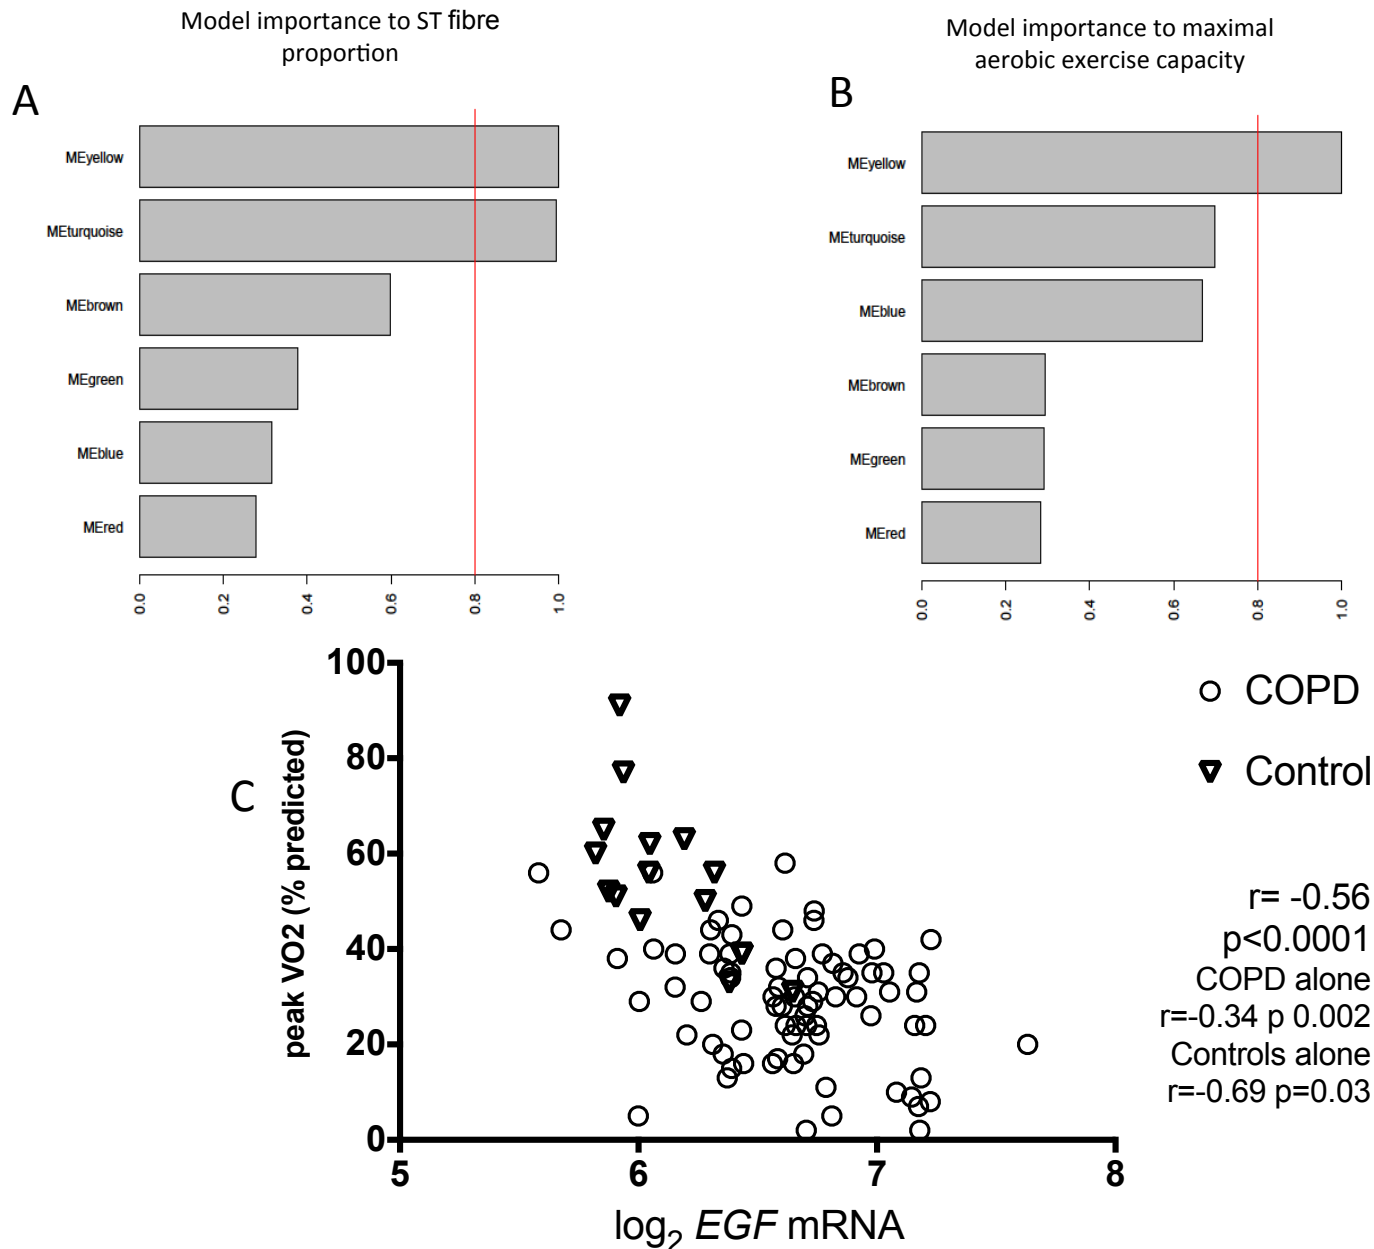 Model importance to ST fibre
proportion
A
MEyellow
MEturquoise
MEbrown
MEgreen
MEblue
MEred
0.0
0.2
0.4
0.6
0.8
1.0
Model importance to maximal
aerobic exercise capacity
B
MEyellow
MEturquoise
MEblue
MEbrown
MEgreen
MEred
0.0
0.2
0.4
0.6
0.8
1.0
C
peak VO2 (% predicted)
100
80
60
40
20
0
5
6
7
8
log₂ EGF mRNA
COPD
Control
r= -0.56
p<0.0001
COPD alone
r=-0.34 p 0.002
Controls alone
r=-0.69 p=0.03